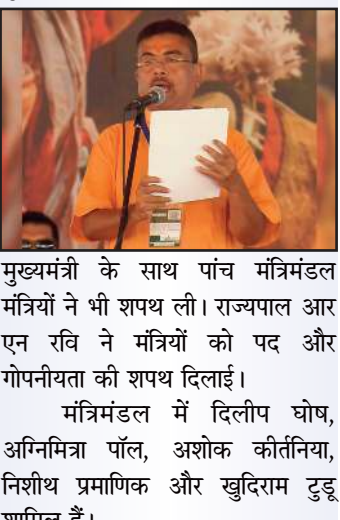 मुख्यमंत्री के साथ पांच मंत्रिमंडल
मंत्रियों ने भी शपथ ली। राज्यपाल आर
एन रवि ने मंत्रियों को पद और
गोपनीयता की शपथ दिलाई।
मंत्रिमंडल में दिलीप घोष,
अग्निमित्रा पॉल, अशोक कीर्तनिया,
निशीथ प्रमाणिक और खुदिराम टुडू
शामिल हैं।